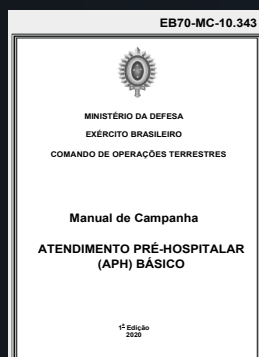 EB70-MC-10.343
MINISTÉRIO DA DEFESA
EXÉRCITO BRASILEIRO
COMANDO DE OPERAÇÕES TERRESTRES
Manual de Campanha
ATENDIMENTO PRÉ-HOSPITALAR
(APH) BÁSICO
1ª Edição
2020